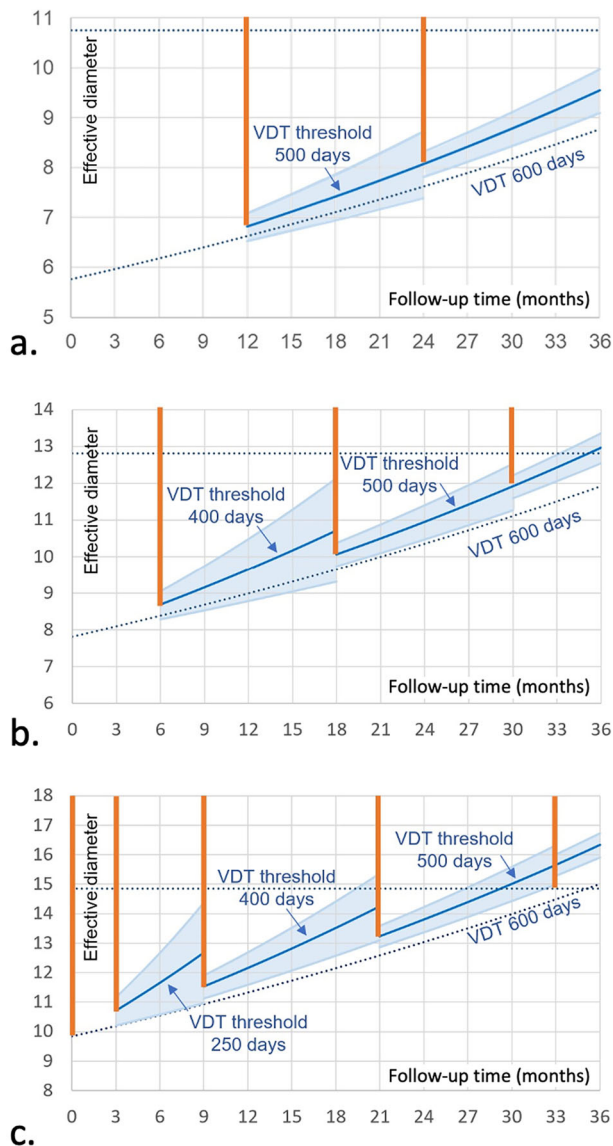 11
10
9
8
7
6
5
Effective diameter
VDT threshold
500 days
VDT 600 days
Follow-up time (months)
0 3 6 9 12 15 18 21 24 27 30 33 36
a.
14
13
12
11
10
9
8
7
6
Effective diameter
VDT threshold
400 days
VDT threshold
500 days
VDT 600 days
Follow-up time (months)
0 3 6 9 12 15 18 21 24 27 30 33 36
b.
18
17
16
15
14
13
12
11
10
9
8
Effective diameter
VDT threshold
250 days
VDT threshold
400 days
VDT threshold
500 days
VDT 600 days
Follow-up time (months)
0 3 6 9 12 15 18 21 24 27 30 33 36
c.